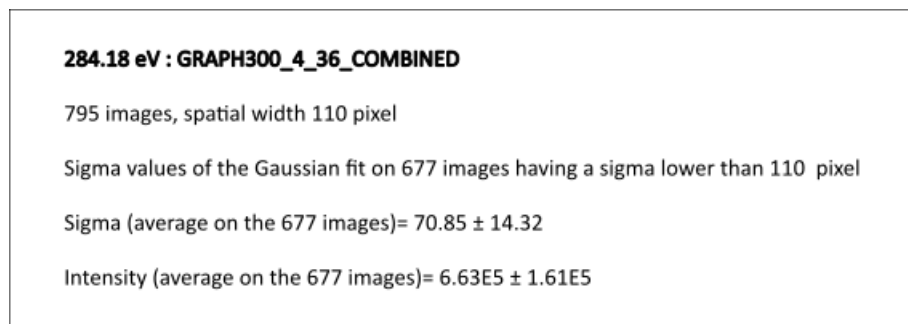 284.18 eV : GRAPH300_4_36_COMBINED
795 images, spatial width 110 pixel
Sigma values of the Gaussian fit on 677 images having a sigma lower than 110  pixel
Sigma (average on the 677 images)= 70.85 ± 14.32
Intensity (average on the 677 images)= 6.63E5 ± 1.61E5